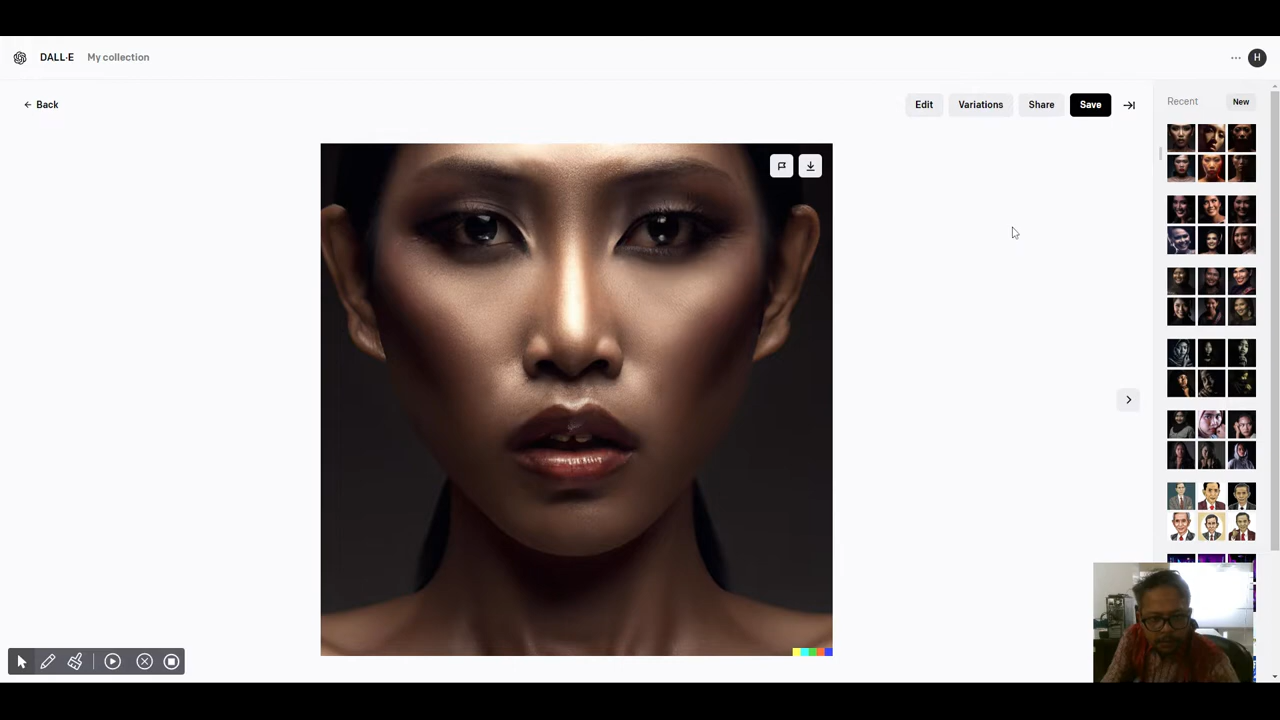 DALL·E My collection
H
Back
Edit Variations Share Save
Recent New